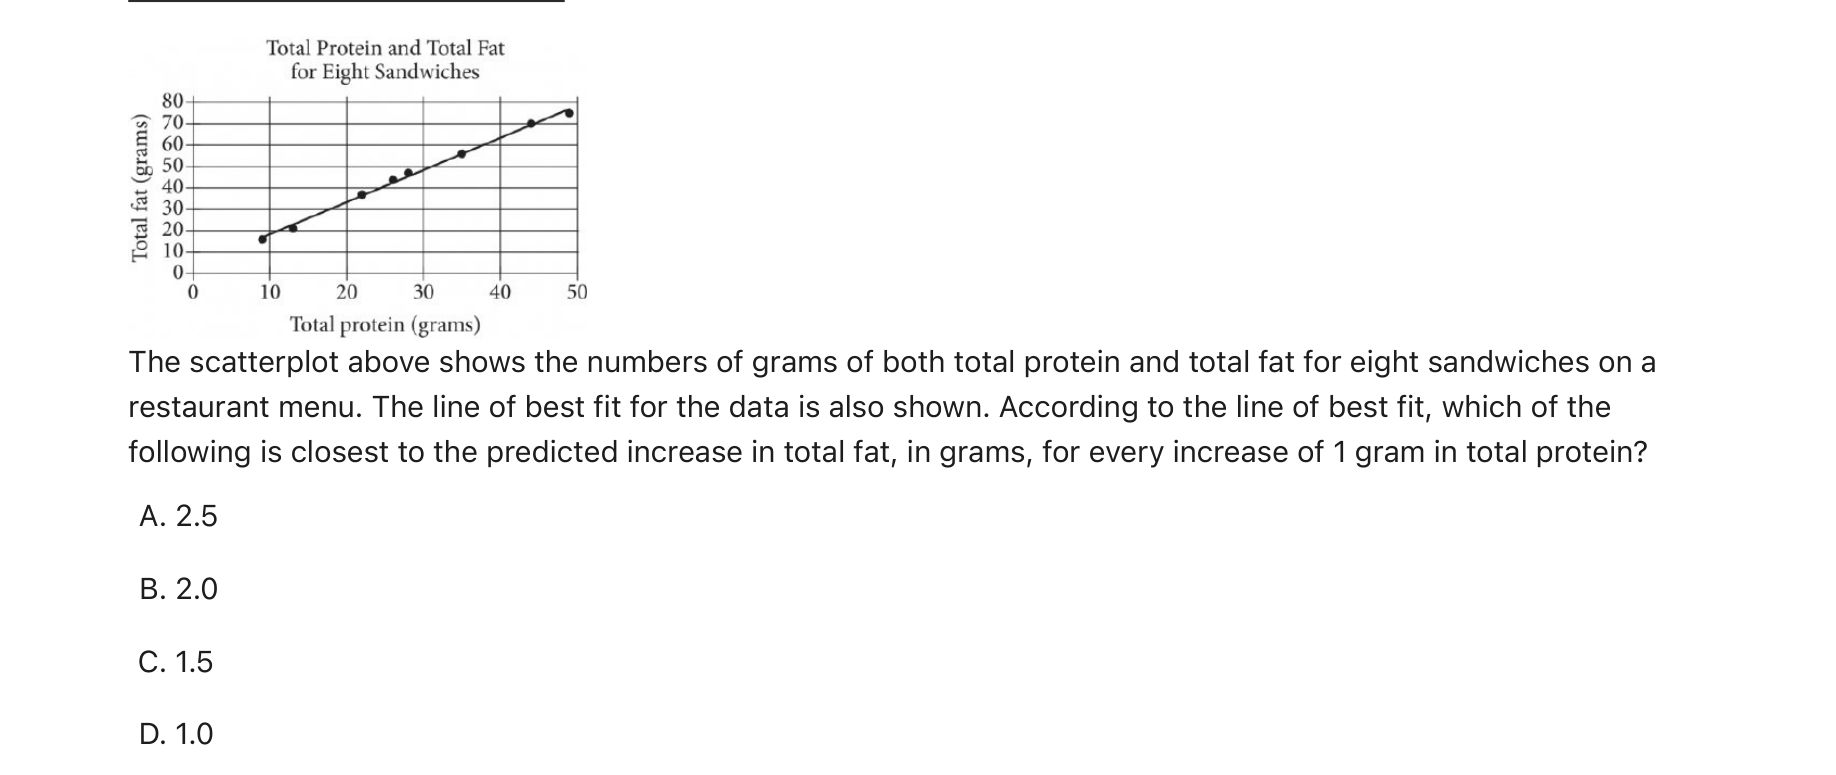 Total Protein and Total Fat
for Eight Sandwiches
Total fat (grams)
80
70
60
50
40
30
20
10
0
0 10 20 30 40 50
Total protein (grams)
The scatterplot above shows the numbers of grams of both total protein and total fat for eight sandwiches on a
restaurant menu. The line of best fit for the data is also shown. According to the line of best fit, which of the
following is closest to the predicted increase in total fat, in grams, for every increase of 1 gram in total protein?
A. 2.5
B. 2.0
C. 1.5
D. 1.0